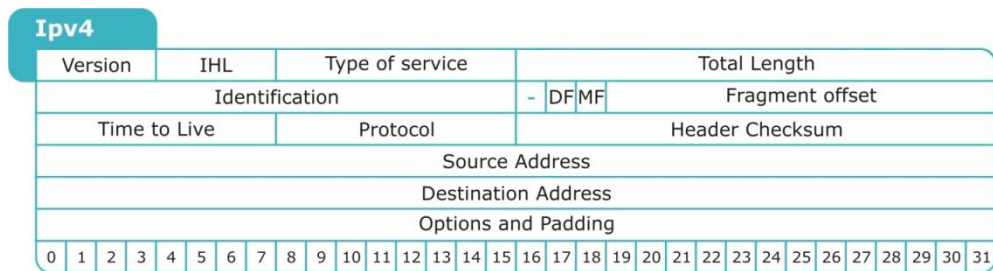 Ipv4
Version IHL Type of service Total Length
Identification - DF MF Fragment offset
Time to Live Protocol Header Checksum
Source Address
Destination Address
Options and Padding
0 1 2 3 4 5 6 7 8 9 10 11 12 13 14 15 16 17 18 19 20 21 22 23 24 25 26 27 28 29 30 31